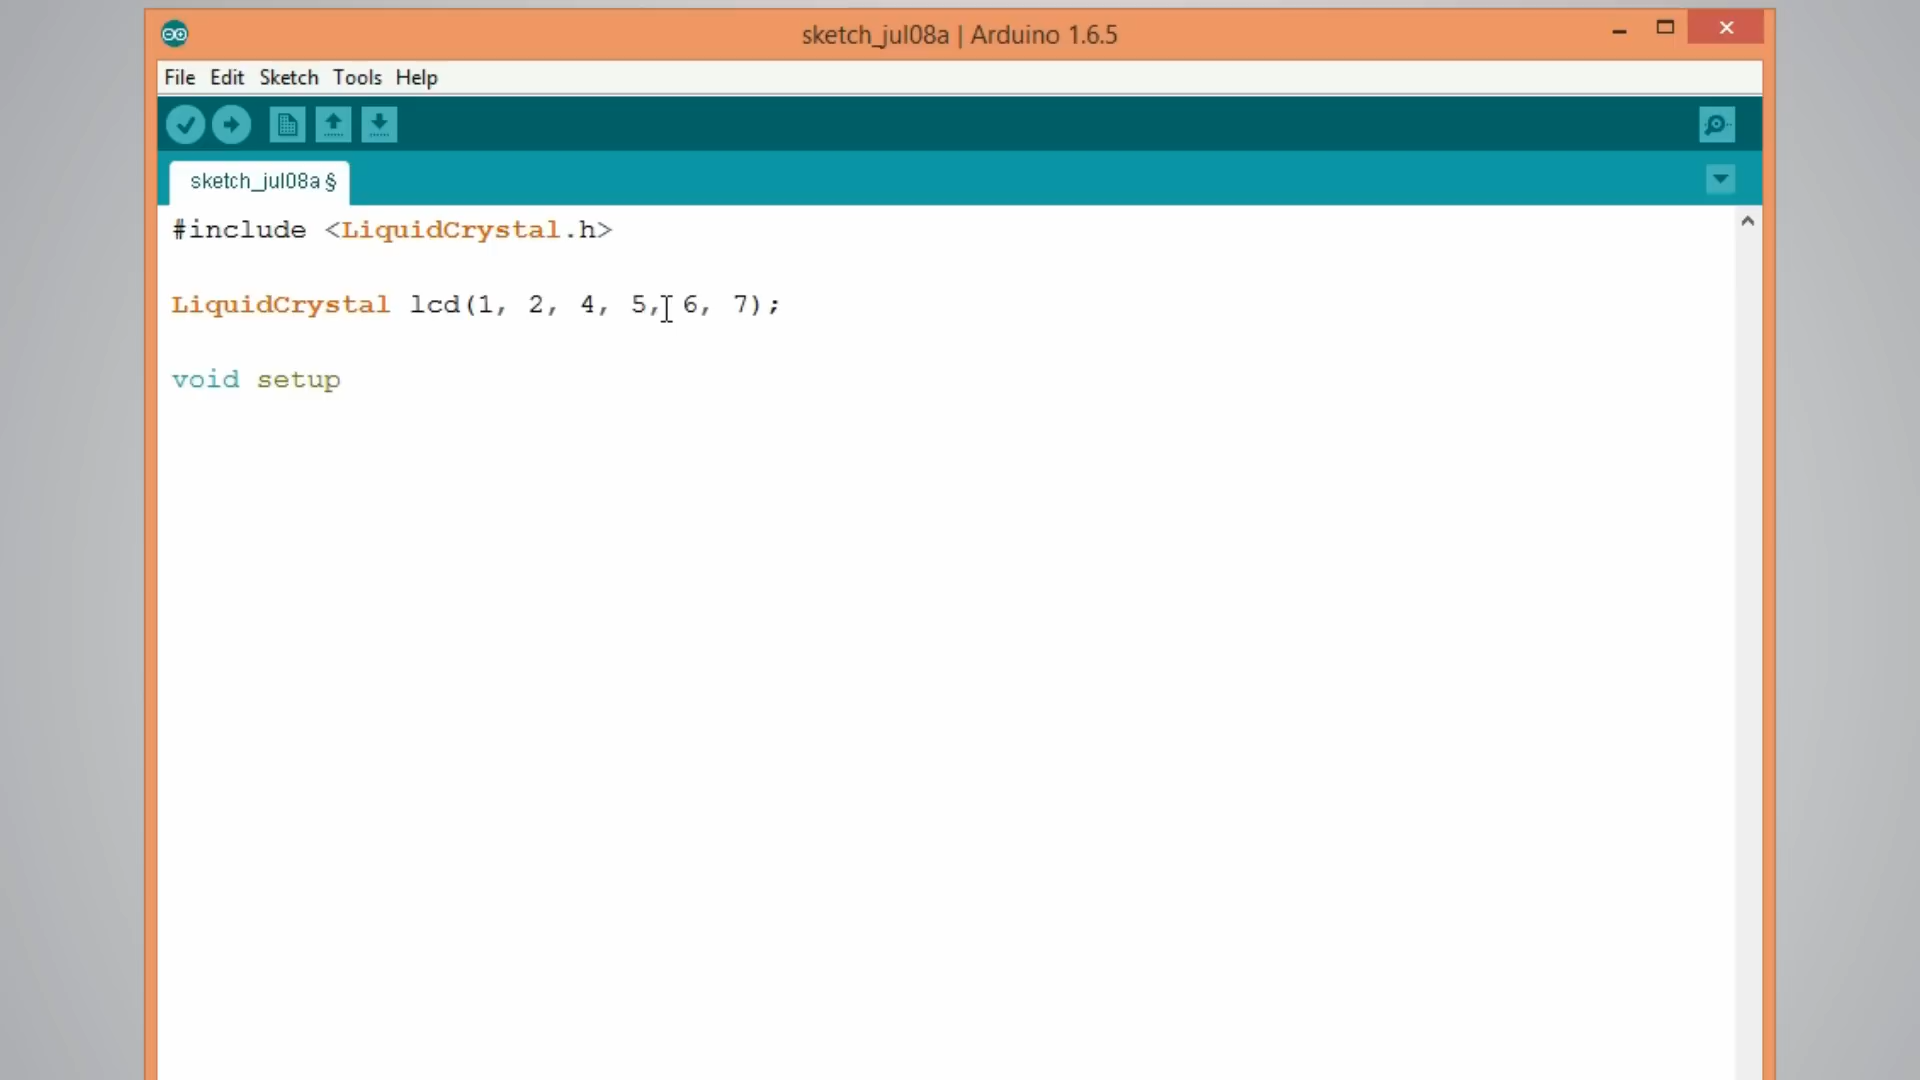 sketch_jul08a | Arduino 1.6.5
File Edit Sketch Tools Help
sketch_jul08a §
#include <LiquidCrystal.h>
LiquidCrystal lcd(1, 2, 4, 5, 6, 7);
void setup